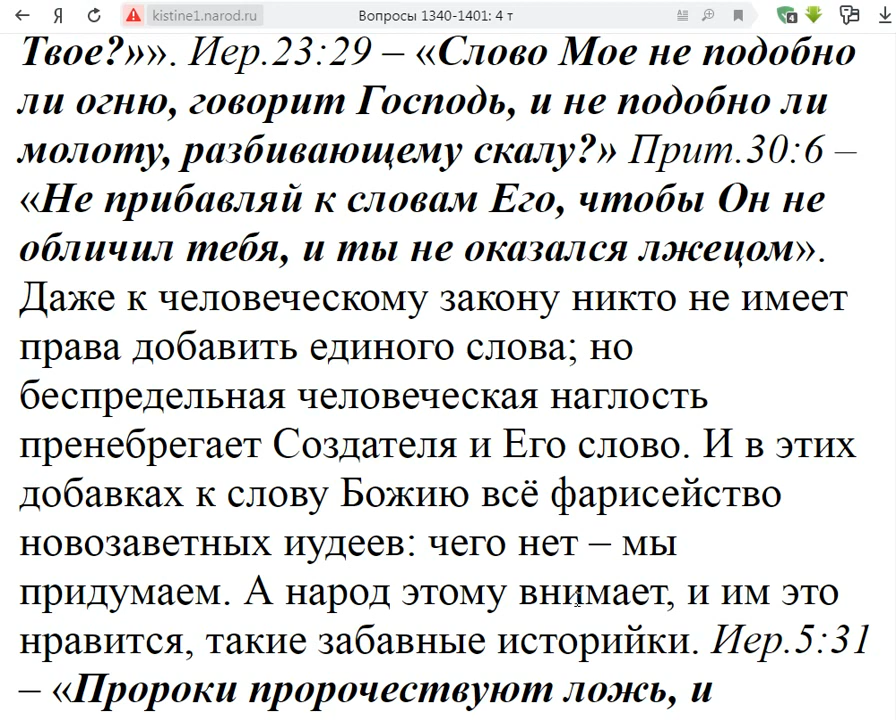 Я kistine1.narod.ru Вопросы 1340-1401: 4 т
Твое?»». Иер.23:29 – «Слово Мое не подобно
ли огню, говорит Господь, и не подобно ли
молоту, разбивающему скалу?» Прит.30:6 –
«Не прибавляй к словам Его, чтобы Он не
обличил тебя, и ты не оказался лжецом».
Даже к человеческому закону никто не имеет
права добавить единого слова; но
беспредельная человеческая наглость
пренебрегает Создателя и Его слово. И в этих
добавках к слову Божию всё фарисейство
новозаветных иудеев: чего нет – мы
придумаем. А народ этому внимает, и им это
нравится, такие забавные историйки. Иер.5:31
– «Пророки пророчествуют ложь, и